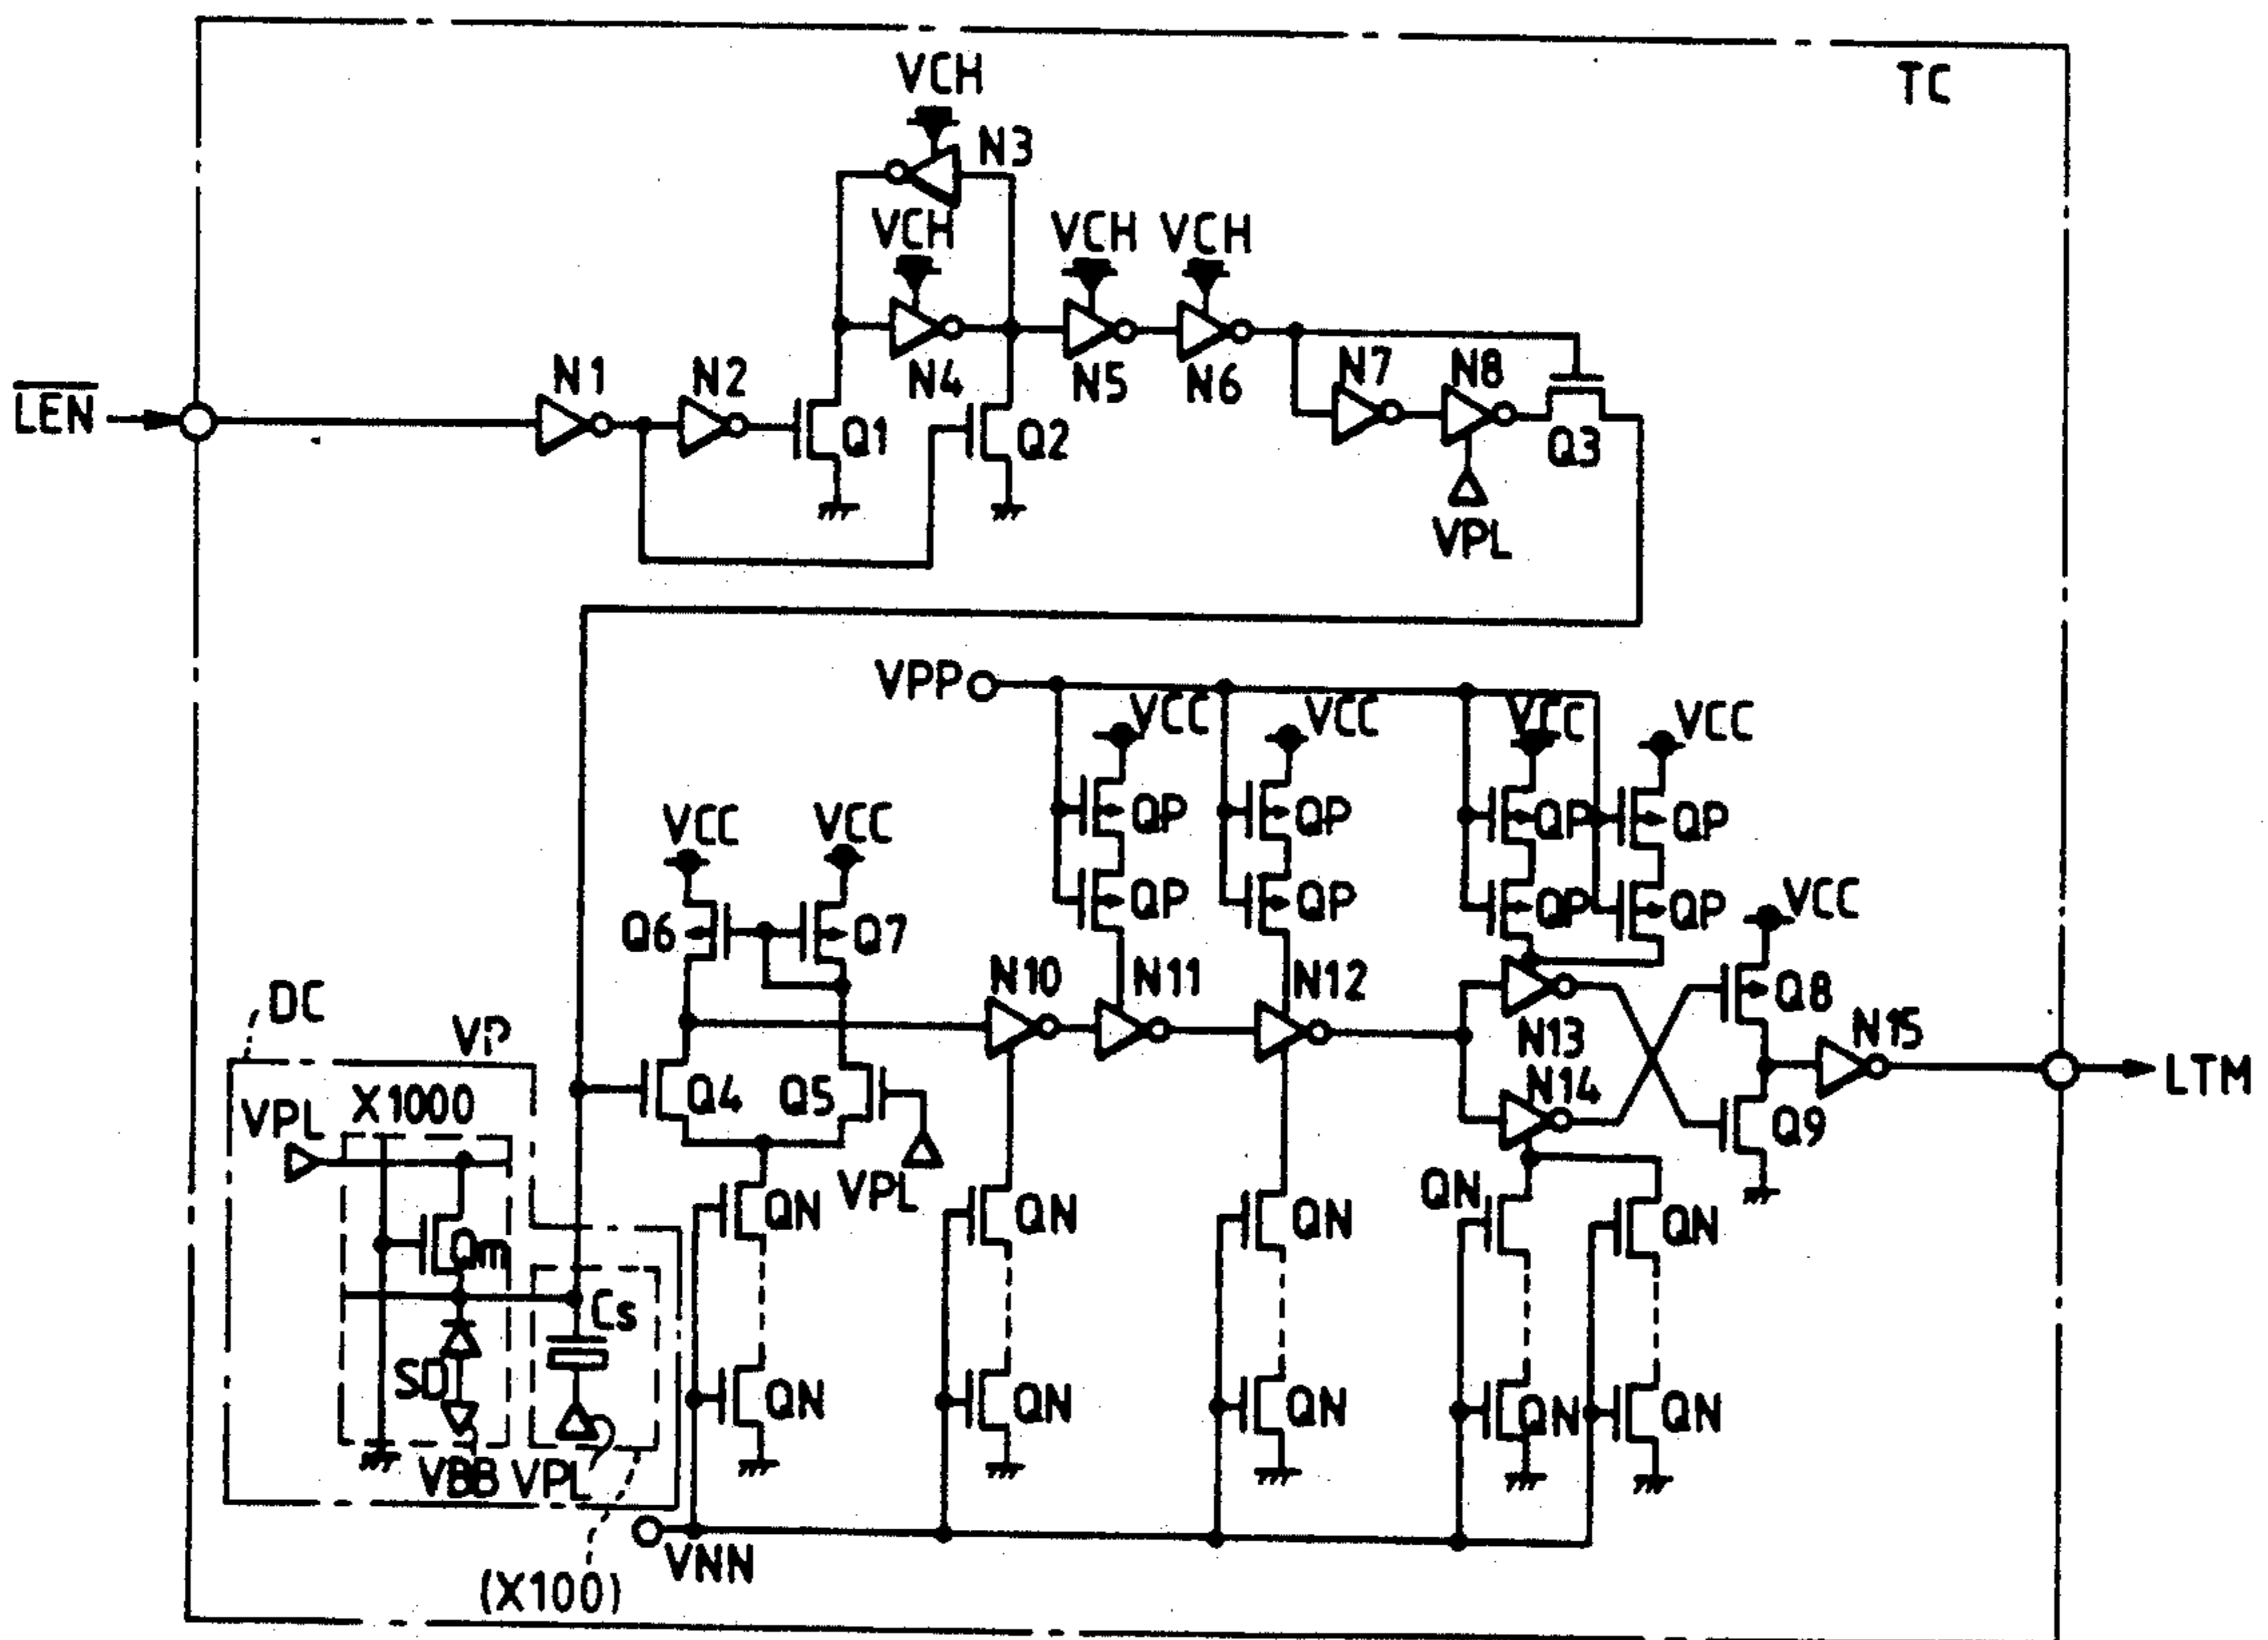 TC
VCH
N3
VCH
VCH
VCH
N1
N2
N4
N5
N6
N7
N8
LEN
Q1
Q2
Q3
VPL
VPP
VCC
VCC
VCC
VCC
QP
QP
QP
QP
VCC
VCC
QP
QP
QP
QP
VCC
Q6
Q7
N10
N11
N12
Q8
DC
VP
N13
N15
X1000
Q4
Q5
N14
LTM
VPL
Q9
VPL
QN
QN
QN
QN
QN
Qm
Cs
SD
QN
QN
QN
QN
QN
VBB
VPL
VNN
(X100)